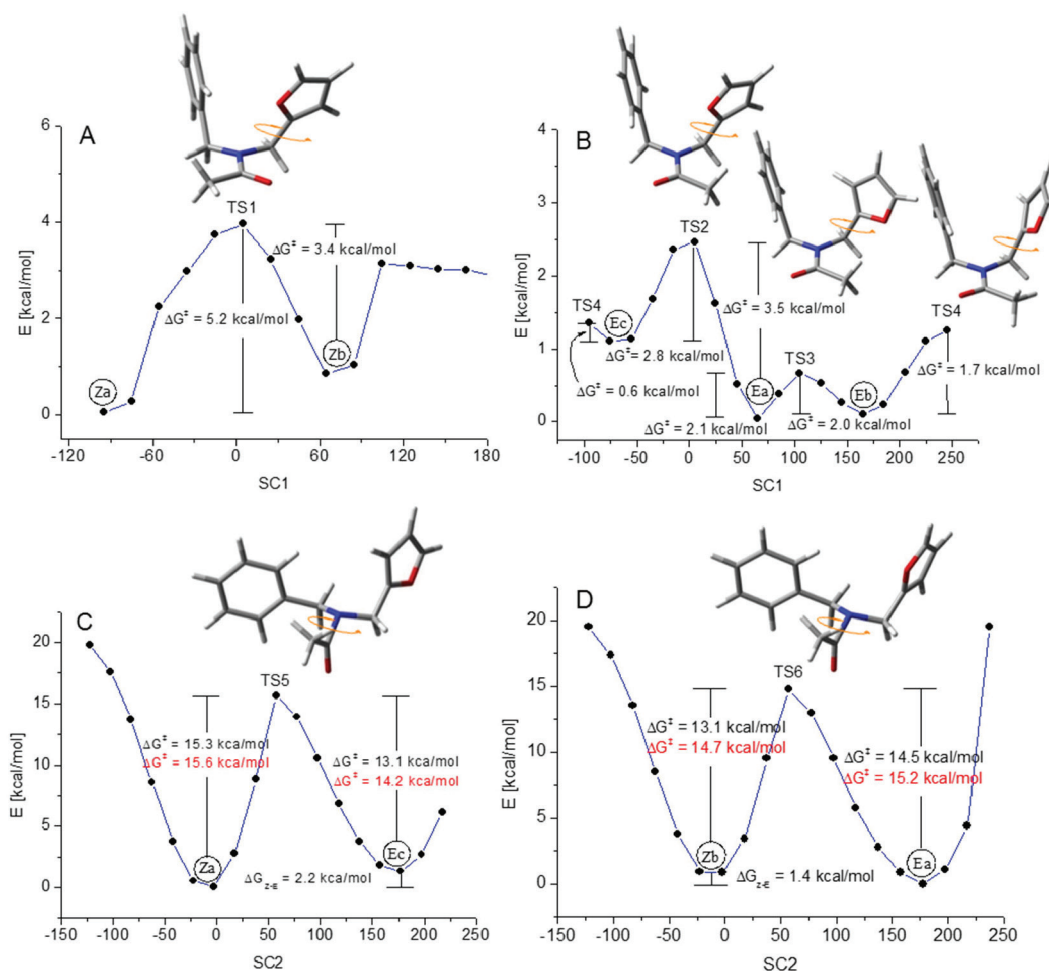 A
6
4
2
0
E [kcal/mol]
TS1
ΔG‡ = 3.4 kcal/mol
ΔG‡ = 5.2 kcal/mol
Za
Zb
-120
-60
0
60
120
180
SC1
B
4
3
2
1
0
E [kcal/mol]
TS2
TS4
Ec
ΔG‡ = 3.5 kcal/mol
TS4
TS3
ΔG‡ = 2.8 kcal/mol
ΔG‡ = 1.7 kcal/mol
ΔG‡ = 0.6 kcal/mol
Ea
Eb
ΔG‡ = 2.1 kcal/mol
ΔG‡ = 2.0 kcal/mol
-100
-50
0
50
100
150
200
250
SC1
C
20
15
10
5
0
E [kcal/mol]
TS5
ΔG‡ = 15.3 kca/mol
ΔG‡ = 15.6 kca/mol
ΔG‡ = 13.1 kca/mol
ΔG‡ = 14.2 kca/mol
Za
Ec
ΔGz-E = 2.2 kcal/mol
-150
-100
-50
0
50
100
150
200
250
SC2
D
20
15
10
5
0
E [kcal/mol]
TS6
ΔG‡ = 13.1 kca/mol
ΔG‡ = 14.7 kca/mol
ΔG‡ = 14.5 kca/mol
ΔG‡ = 15.2 kca/mol
Zb
Ea
ΔGz-E = 1.4 kcal/mol
-150
-100
-50
0
50
100
150
200
250
SC2